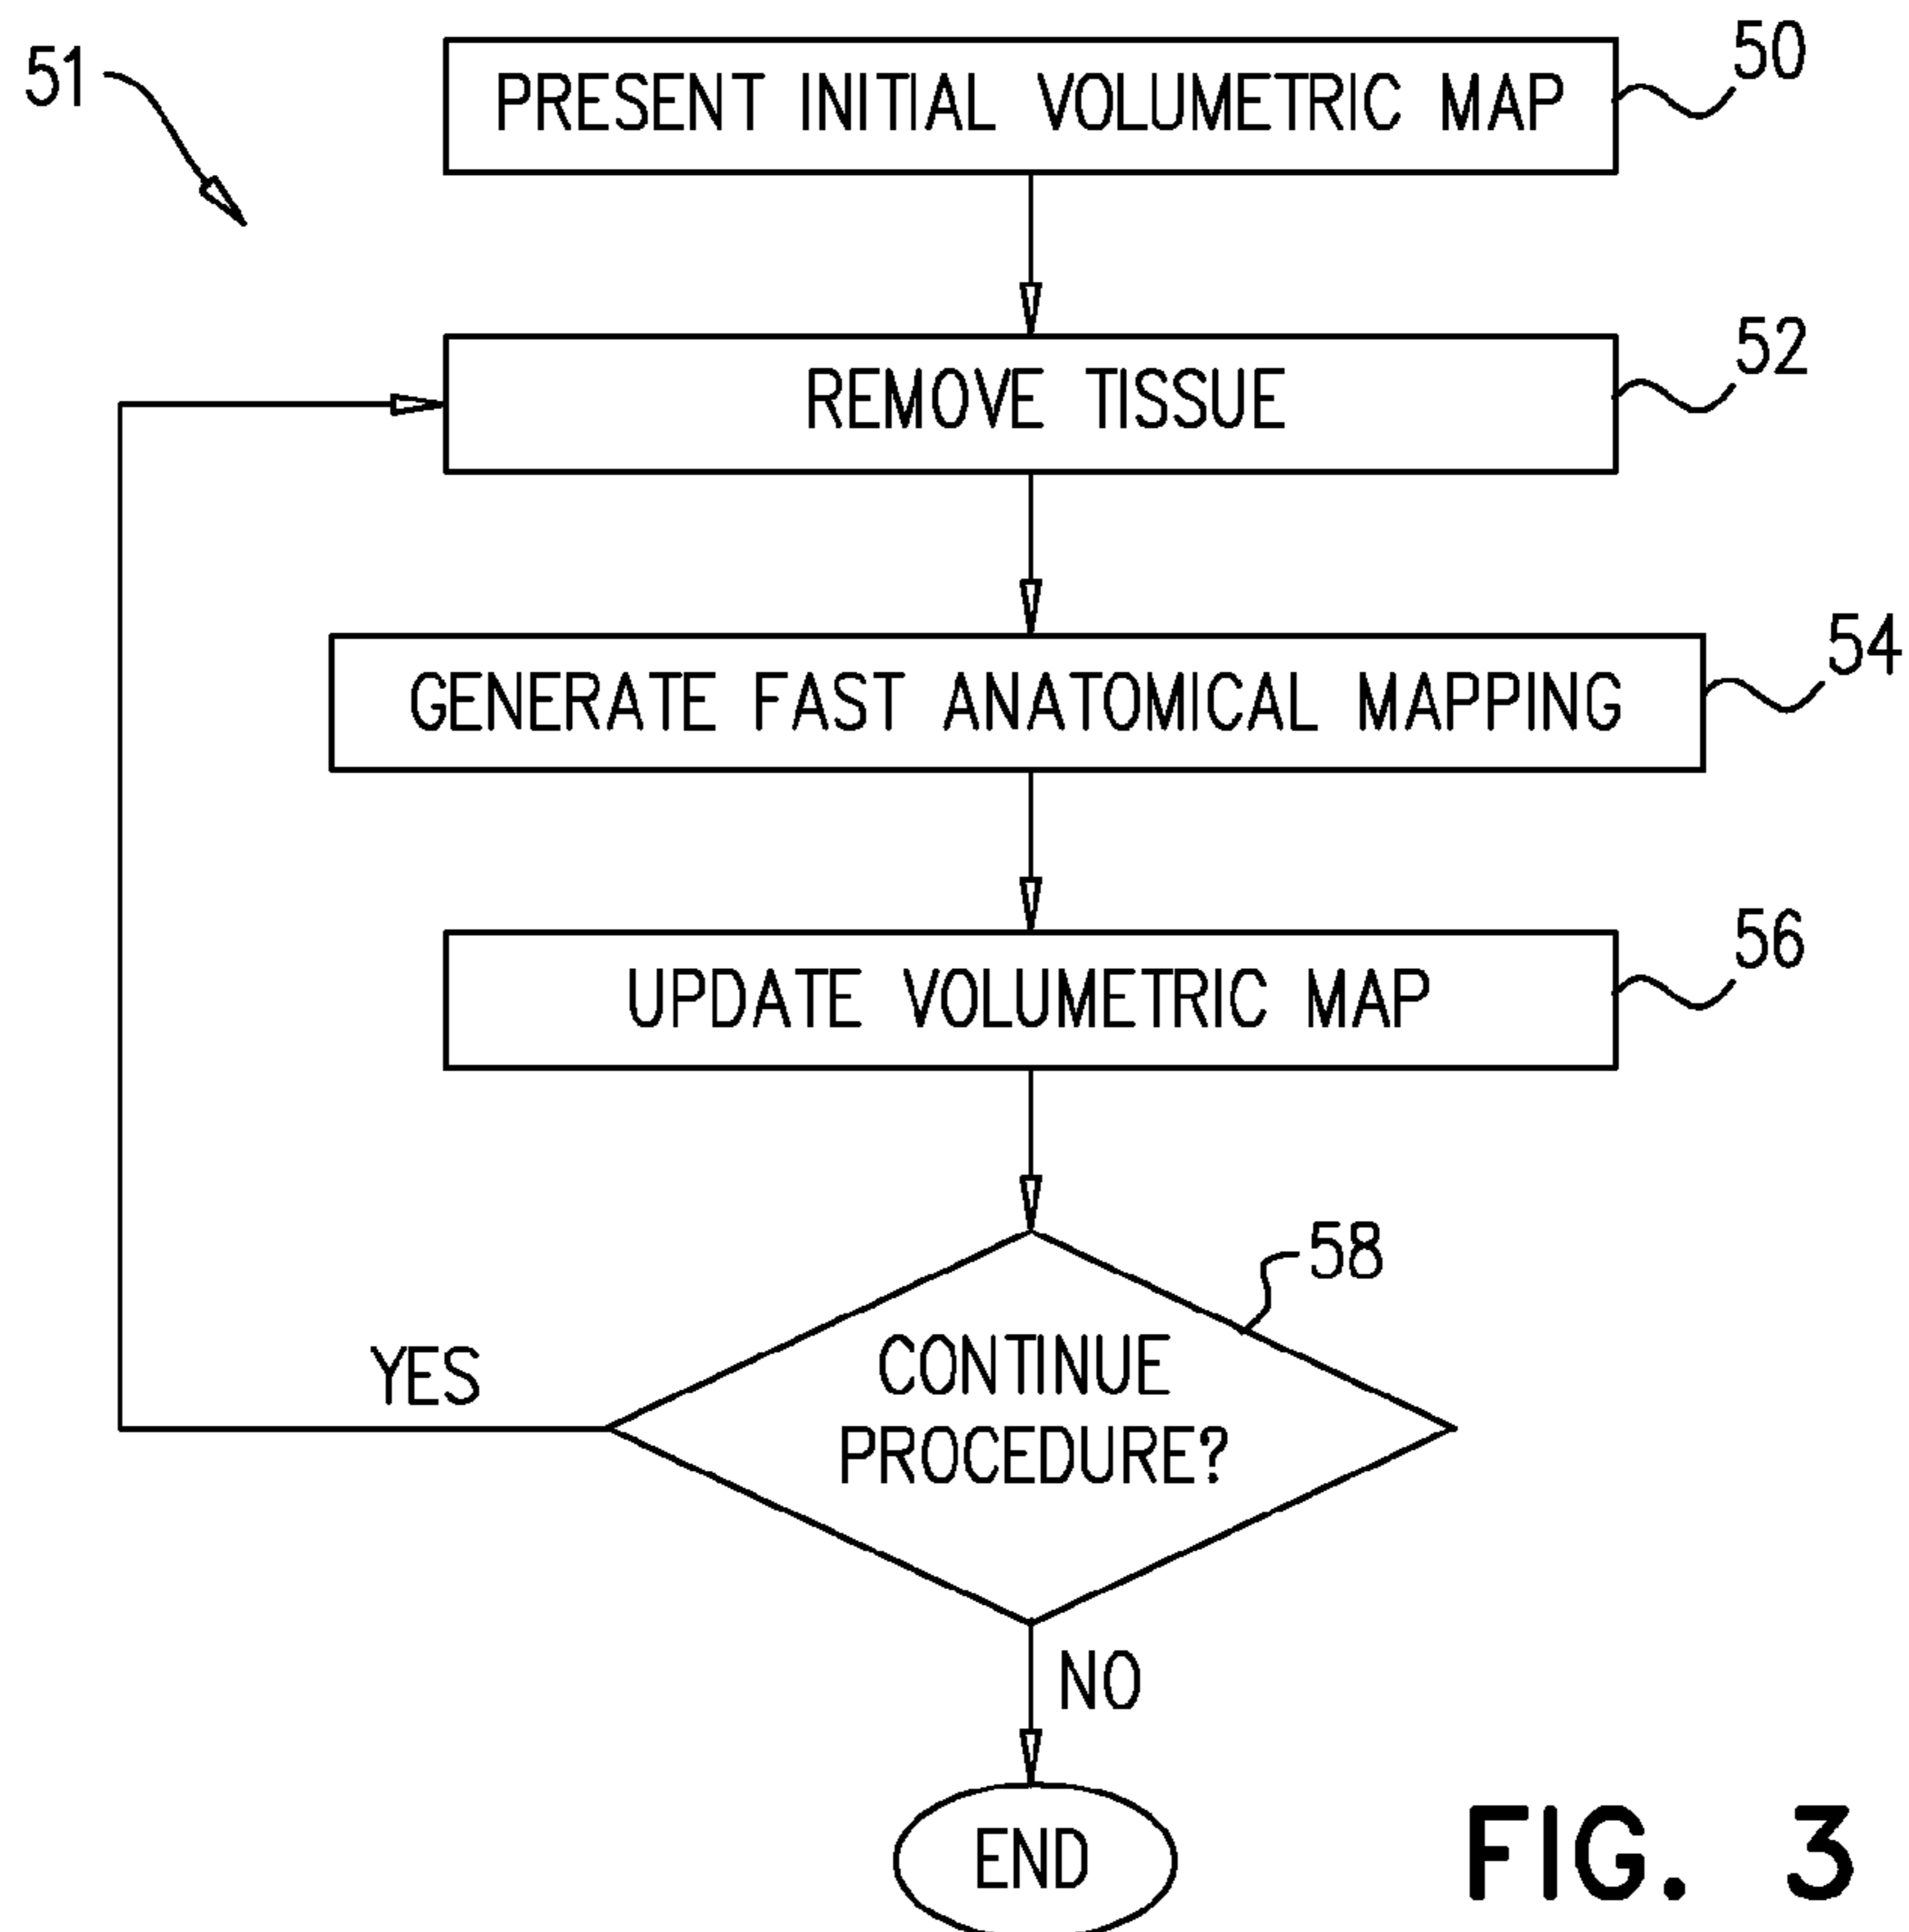 51
PRESENT INITIAL VOLUMETRIC MAP
50
REMOVE TISSUE
52
GENERATE FAST ANATOMICAL MAPPING
54
UPDATE VOLUMETRIC MAP
56
58
CONTINUE
PROCEDURE?
YES
NO
END
FIG. 3